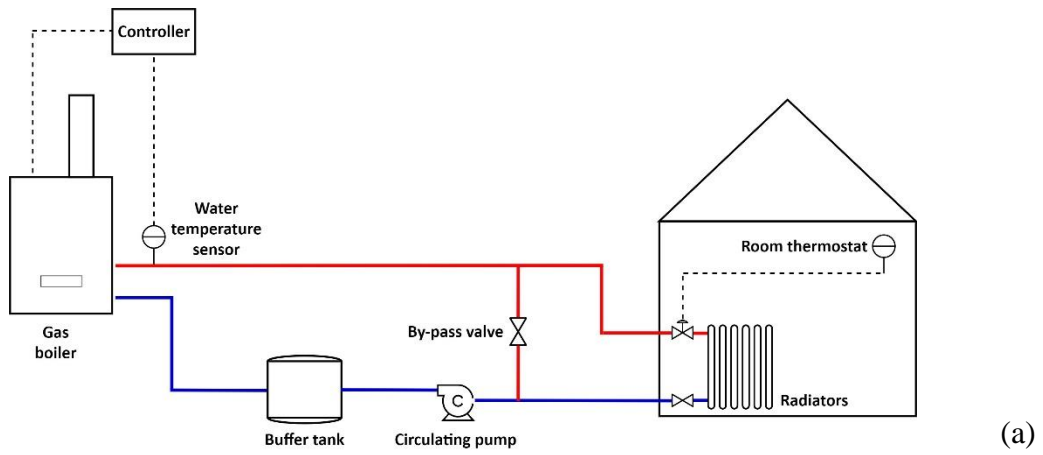 Controller
Water
temperature
sensor
Room thermostat
Gas
boiler
By-pass valve
Radiators
C
Buffer tank
Circulating pump
(a)